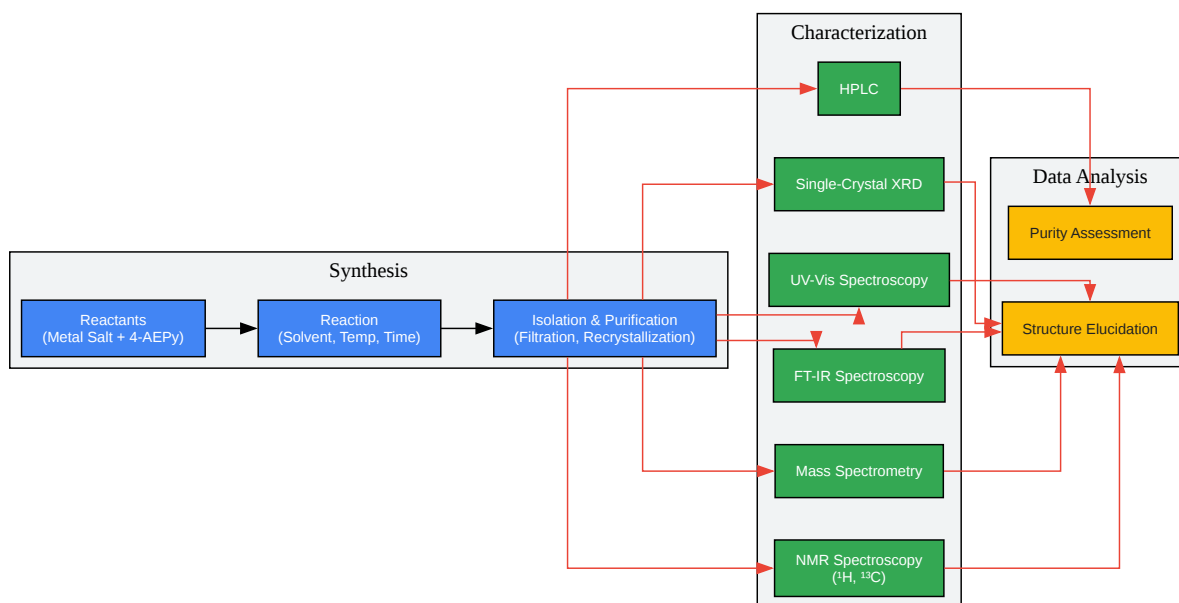 Synthesis
Reactants
(Metal Salt + 4-AEPy)
Reaction
(Solvent, Temp, Time)
Isolation & Purification
(Filtration, Recrystallization)
Characterization
HPLC
Single-Crystal XRD
UV-Vis Spectroscopy
FT-IR Spectroscopy
Mass Spectrometry
NMR Spectroscopy
(¹H, ¹³C)
Data Analysis
Purity Assessment
Structure Elucidation